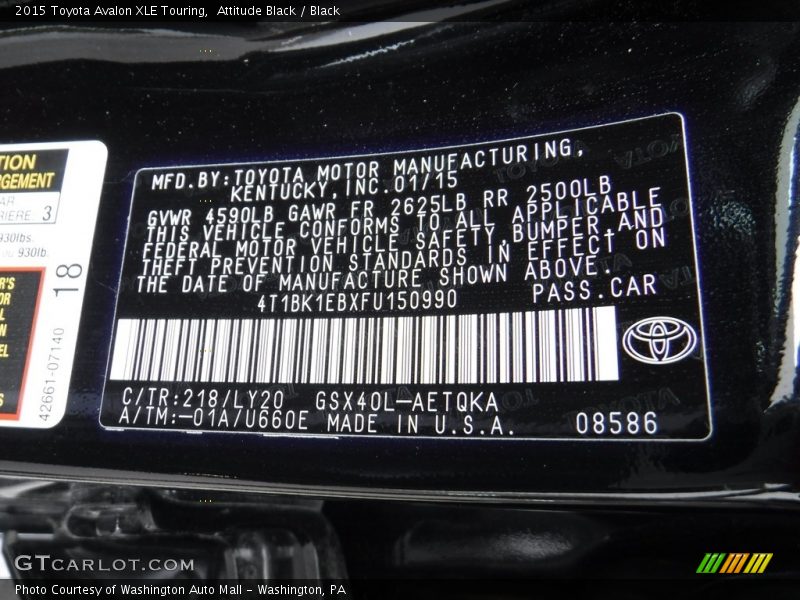 2015 Toyota Avalon XLE Touring,  Attitude Black / Black
TION
RGEMENT
AR
RIERE. 3
930lbs.
ou 930lb.
R'S
OR
EL
18
42661-07140
MFD.BY:TOYOTA MOTOR MANUFACTURING,
KENTUCKY,INC.01/15
GVWR 4590LB GAWR FR 2625LB RR 2500LB
THIS VEHICLE CONFORMS TO ALL APPLICABLE
FEDERAL MOTOR VEHICLE SAFETY,BUMPER,AND
THEFT PREVENTION STANDARDS IN EFFECT ON
THE DATE OF MANUFACTURE SHOWN ABOVE.
4T1BK1EBXFU150990 PASS.CAR
C/TR:218/LY20 GSX40L-AETQKA
A/TM:-01A/U660E MADE IN U.S.A. 08586
GTCARLOT.COM
Photo Courtesy of Washington Auto Mall - Washington, PA